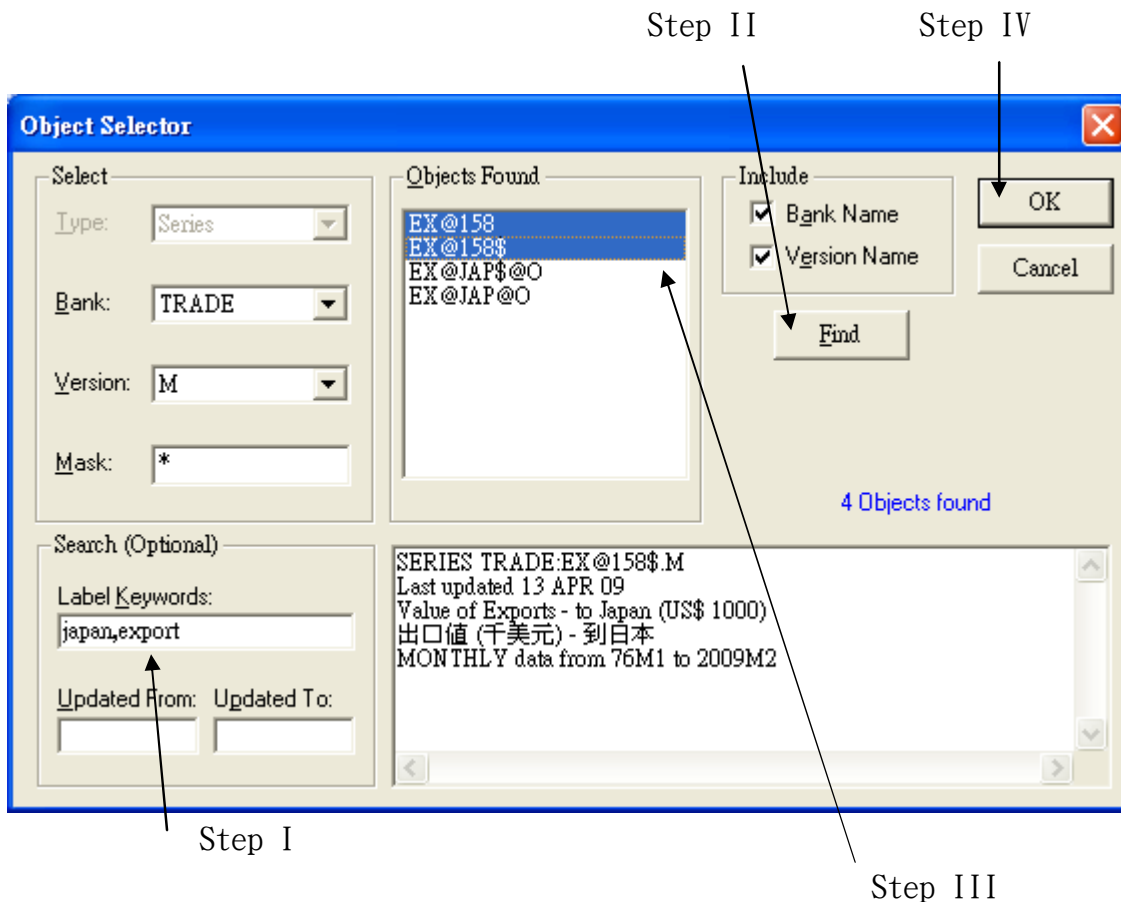 Step II
Step IV
Object Selector
Select
Type:
Series
Bank:
TRADE
Version:
M
Mask:
*
Objects Found
EX@158
EX@158$
EX@JAP$@O
EX@JAP@O
Include
Bank Name
Version Name
Find
OK
Cancel
4 Objects found
Search (Optional)
Label Keywords:
japan,export
Updated From:
Updated To:
SERIES TRADE:EX@158$.M
Last updated 13 APR 09
Value of Exports - to Japan (US$ 1000)
出口値 (千美元) - 到日本
MONTHLY data from 76M1 to 2009M2
Step I
Step III